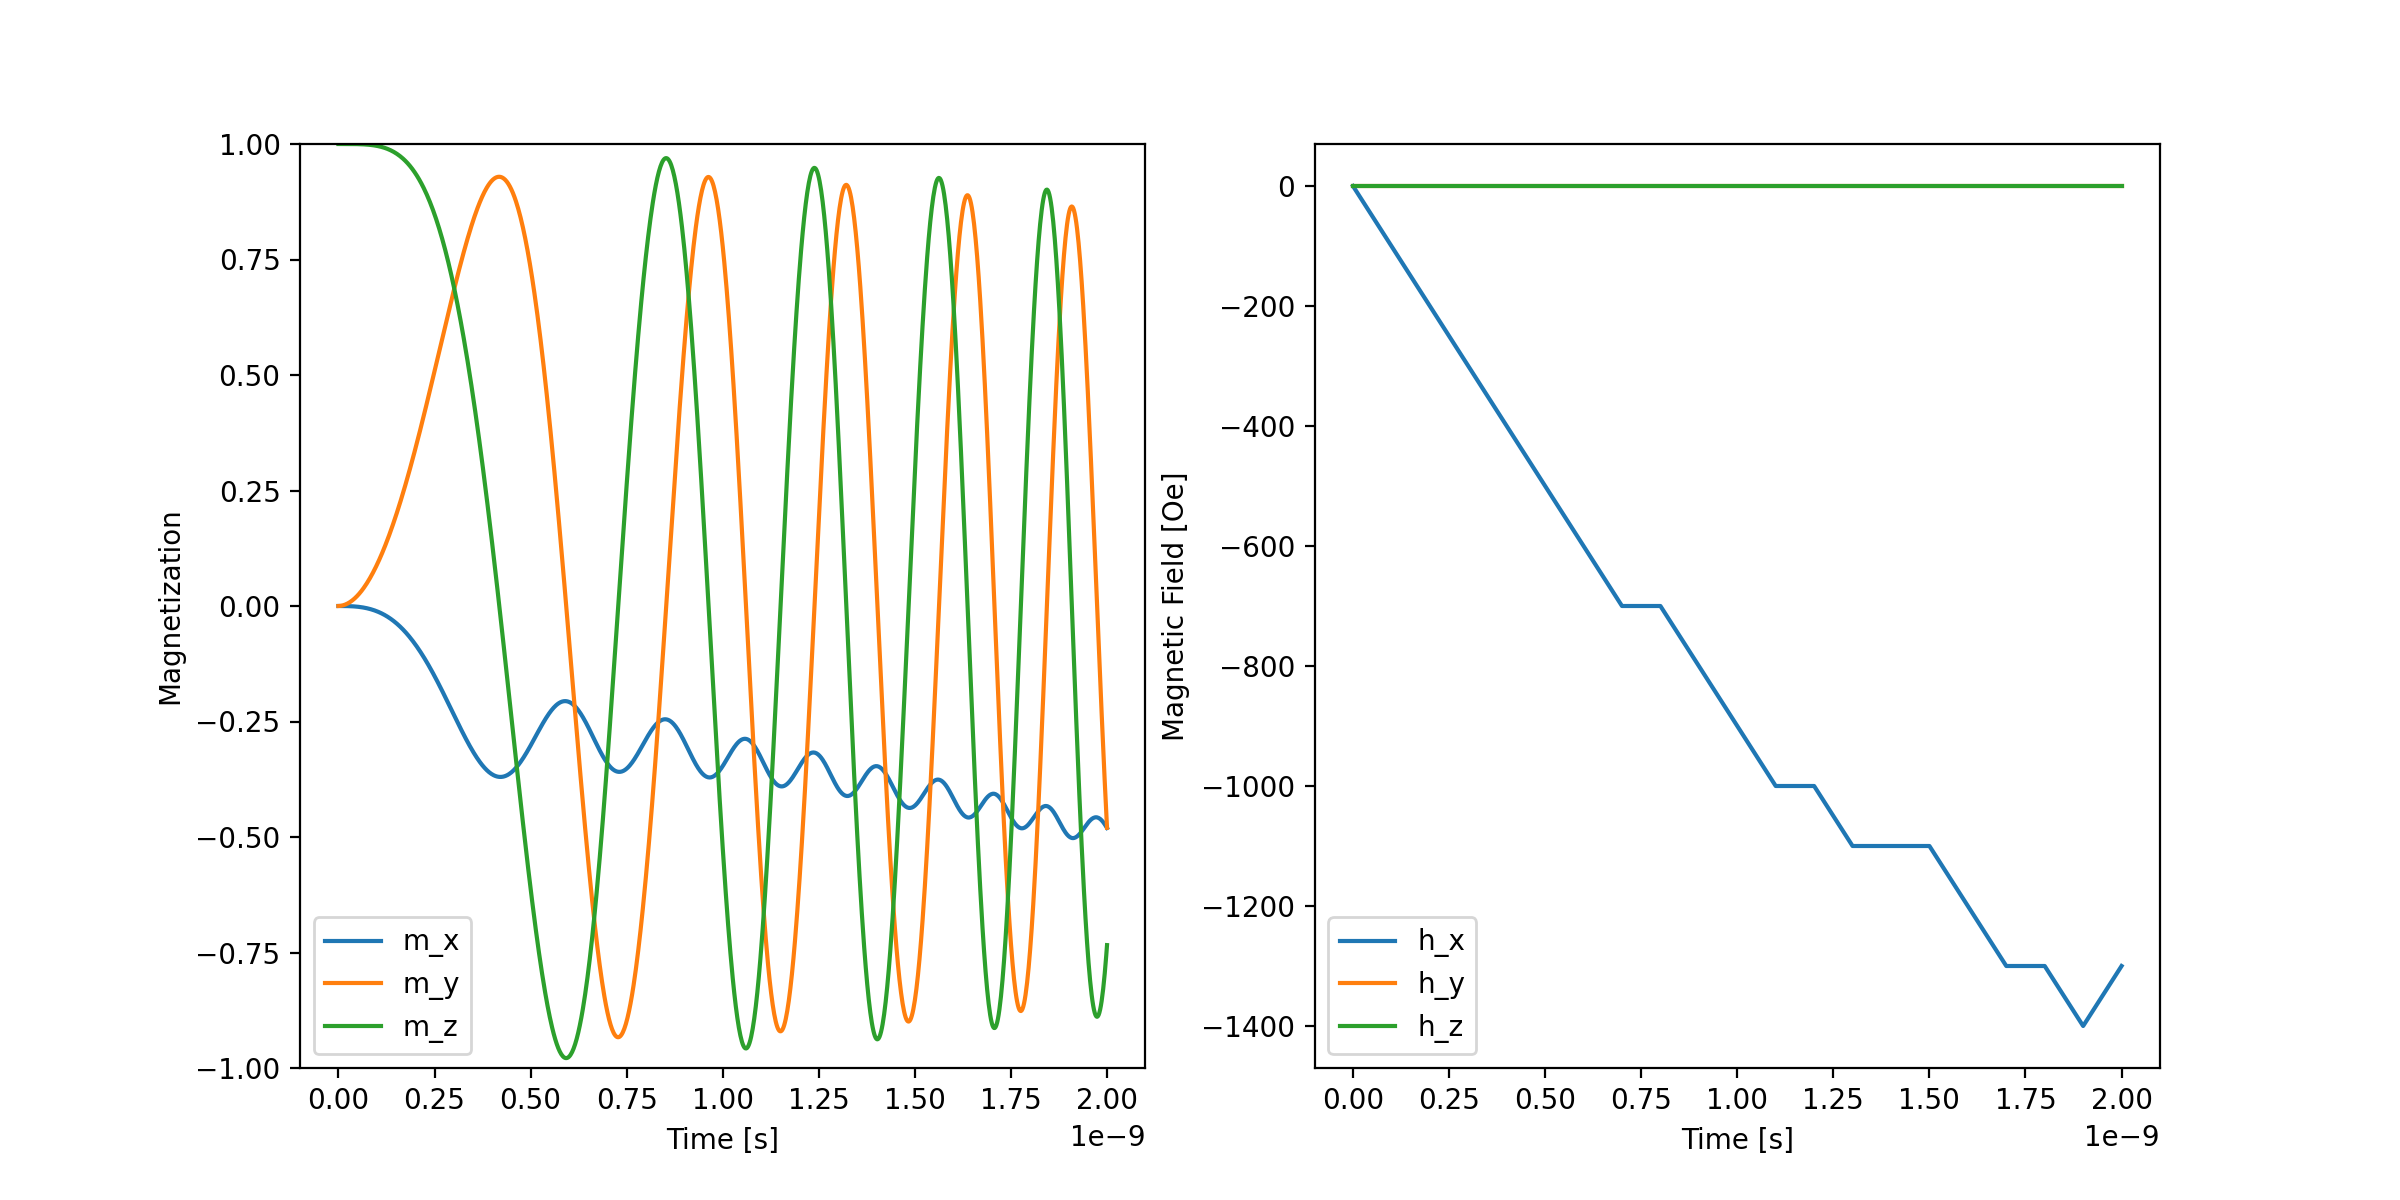 1.00
0.75
0.50
0.25
0.00
−0.25
−0.50
−0.75
−1.00
Magnetization
m_x
m_y
m_z
0.00 0.25 0.50 0.75 1.00 1.25 1.50 1.75 2.00
Time [s]
1e−9
0
−200
−400
−600
−800
−1000
−1200
−1400
Magnetic Field [Oe]
h_x
h_y
h_z
0.00 0.25 0.50 0.75 1.00 1.25 1.50 1.75 2.00
Time [s]
1e−9